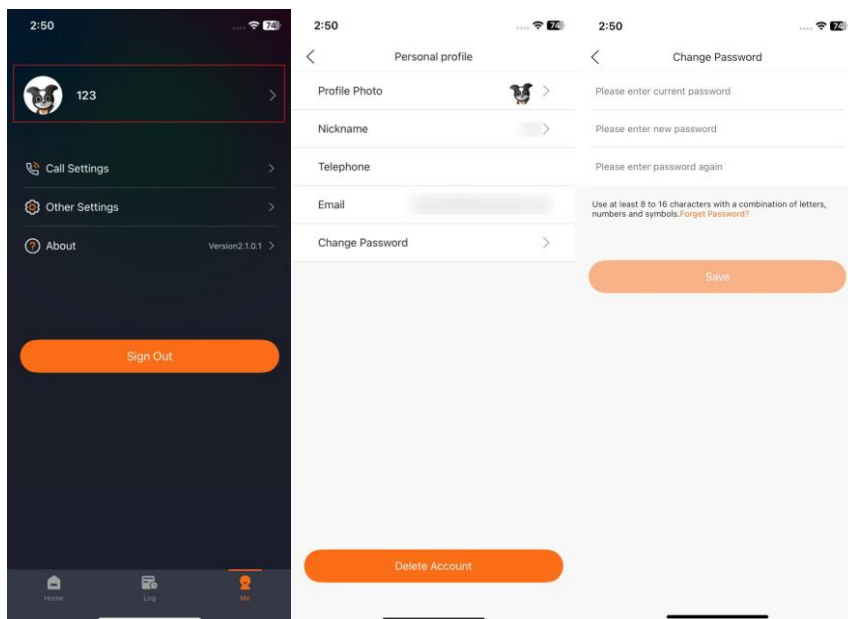 2:50
74
123
Call Settings
Other Settings
About
Version2.1.0.1
Sign Out
Home
Log
Me
2:50
74
Personal profile
Profile Photo
Nickname
Telephone
Email
Change Password
Delete Account
2:50
74
Change Password
Please enter current password
Please enter new password
Please enter password again
Use at least 8 to 16 characters with a combination of letters,
numbers and symbols.Forget Password?
Save